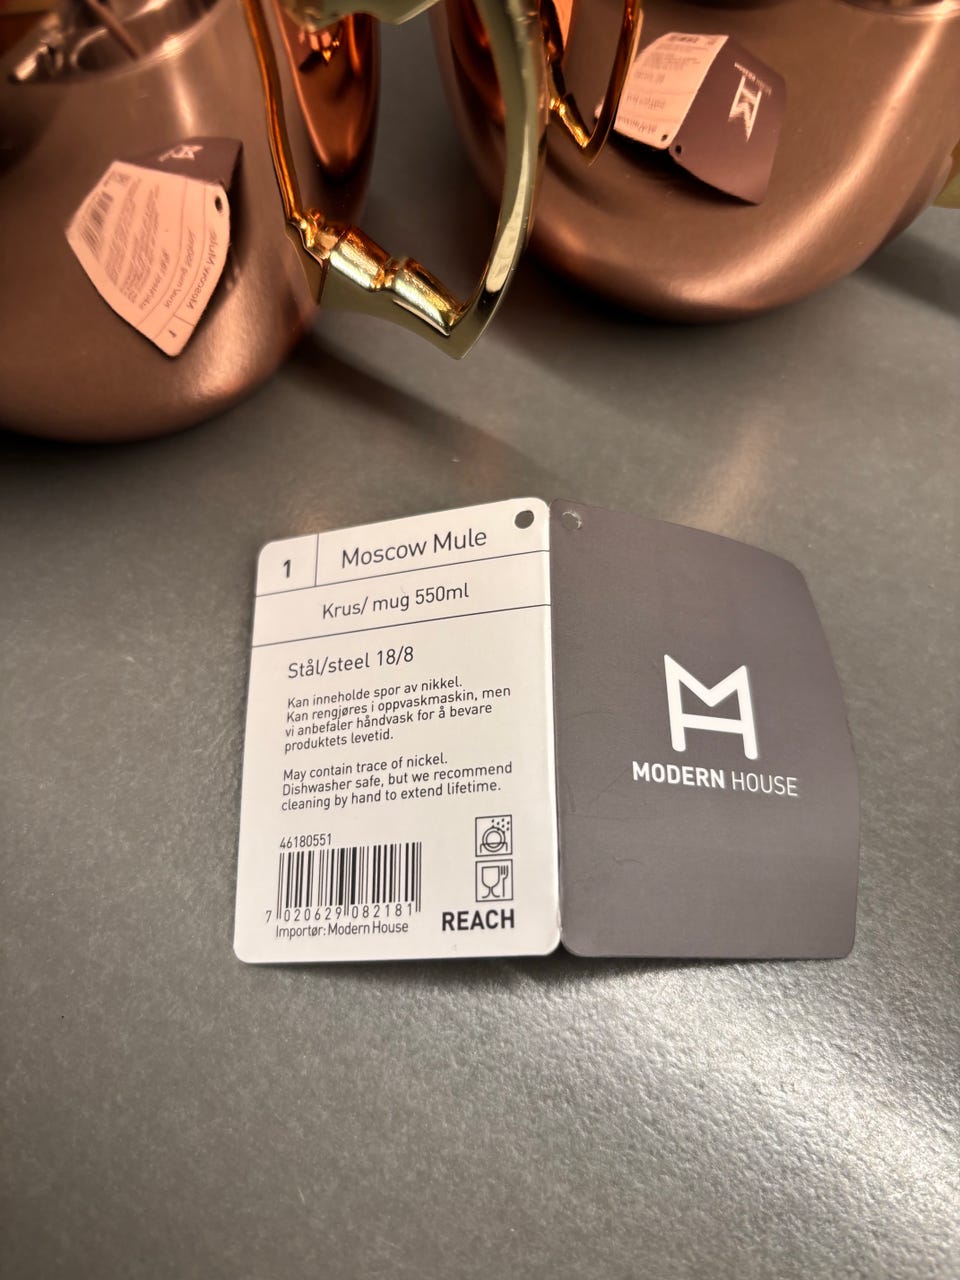 1 Moscow Mule
Krus/ mug 550ml
Stål/steel 18/8
Kan inneholde spor av nikkel.
Kan rengjøres i oppvaskmaskin, men
vi anbefaler håndvask for å bevare
produktets levetid.
May contain trace of nickel.
Dishwasher safe, but we recommend
cleaning by hand to extend lifetime.
46180551
7 020629 082181
Importør: Modern House
REACH
MODERN HOUSE